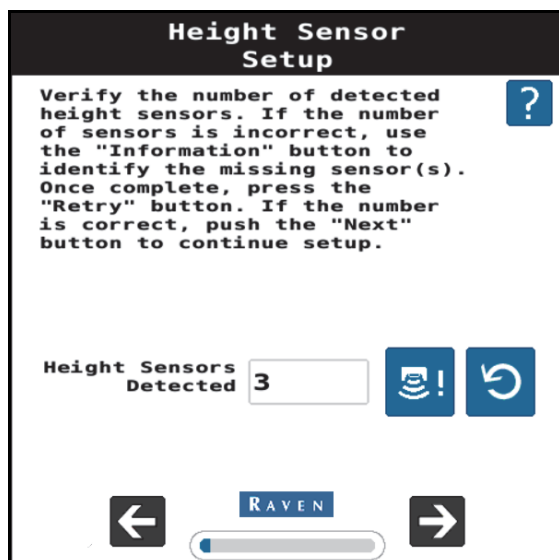 Height Sensor
Setup
Verify the number of detected
height sensors. If the number
of sensors is incorrect, use
the "Information" button to
identify the missing sensor(s).
Once complete, press the
"Retry" button. If the number
is correct, push the "Next"
button to continue setup.
?
Height Sensors
Detected 3
!
RAVEN